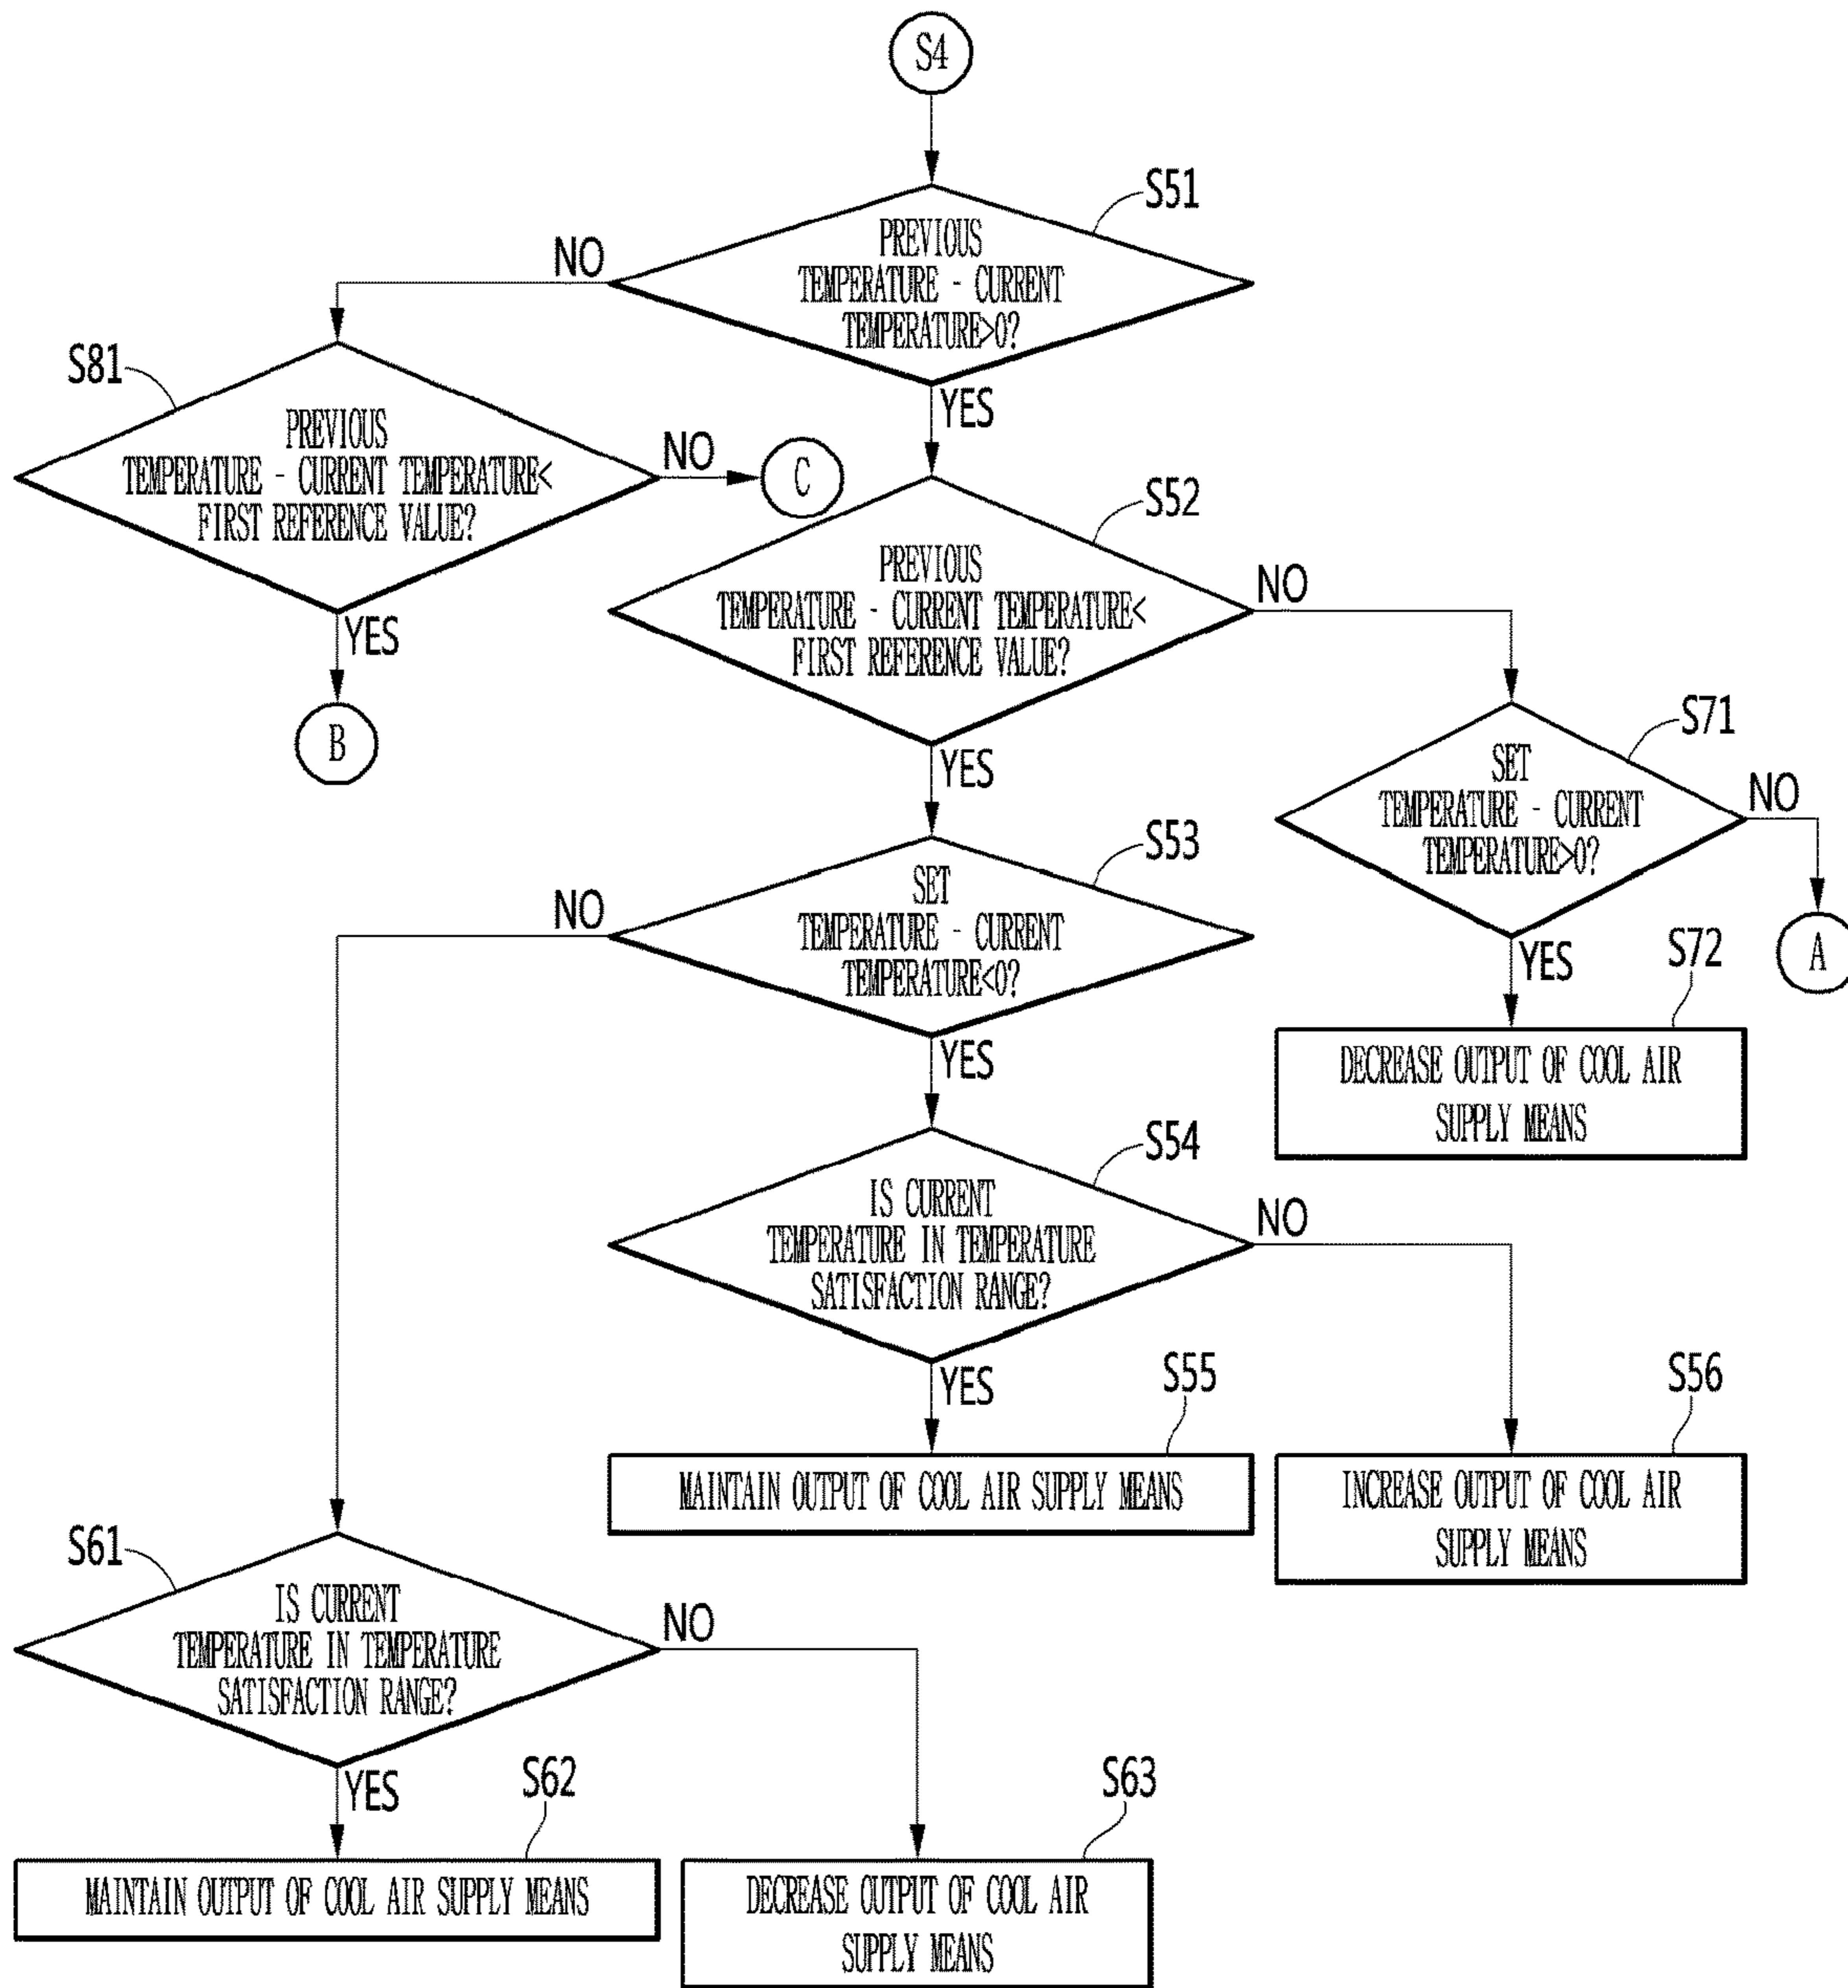 S4
S51
PREVIOUS
TEMPERATURE - CURRENT
TEMPERATURE>0?
NO
YES
S81
PREVIOUS
TEMPERATURE - CURRENT TEMPERATURE<
FIRST REFERENCE VALUE?
NO
C
YES
B
S52
PREVIOUS
TEMPERATURE - CURRENT TEMPERATURE<
FIRST REFERENCE VALUE?
NO
YES
S71
SET
TEMPERATURE - CURRENT
TEMPERATURE>0?
NO
A
YES
S72
DECREASE OUTPUT OF COOL AIR
SUPPLY MEANS
S53
SET
TEMPERATURE - CURRENT
TEMPERATURE<0?
NO
YES
S54
IS CURRENT
TEMPERATURE IN TEMPERATURE
SATISFACTION RANGE?
NO
YES
S55
MAINTAIN OUTPUT OF COOL AIR SUPPLY MEANS
S56
INCREASE OUTPUT OF COOL AIR
SUPPLY MEANS
S61
IS CURRENT
TEMPERATURE IN TEMPERATURE
SATISFACTION RANGE?
NO
YES
S62
MAINTAIN OUTPUT OF COOL AIR SUPPLY MEANS
S63
DECREASE OUTPUT OF COOL AIR
SUPPLY MEANS